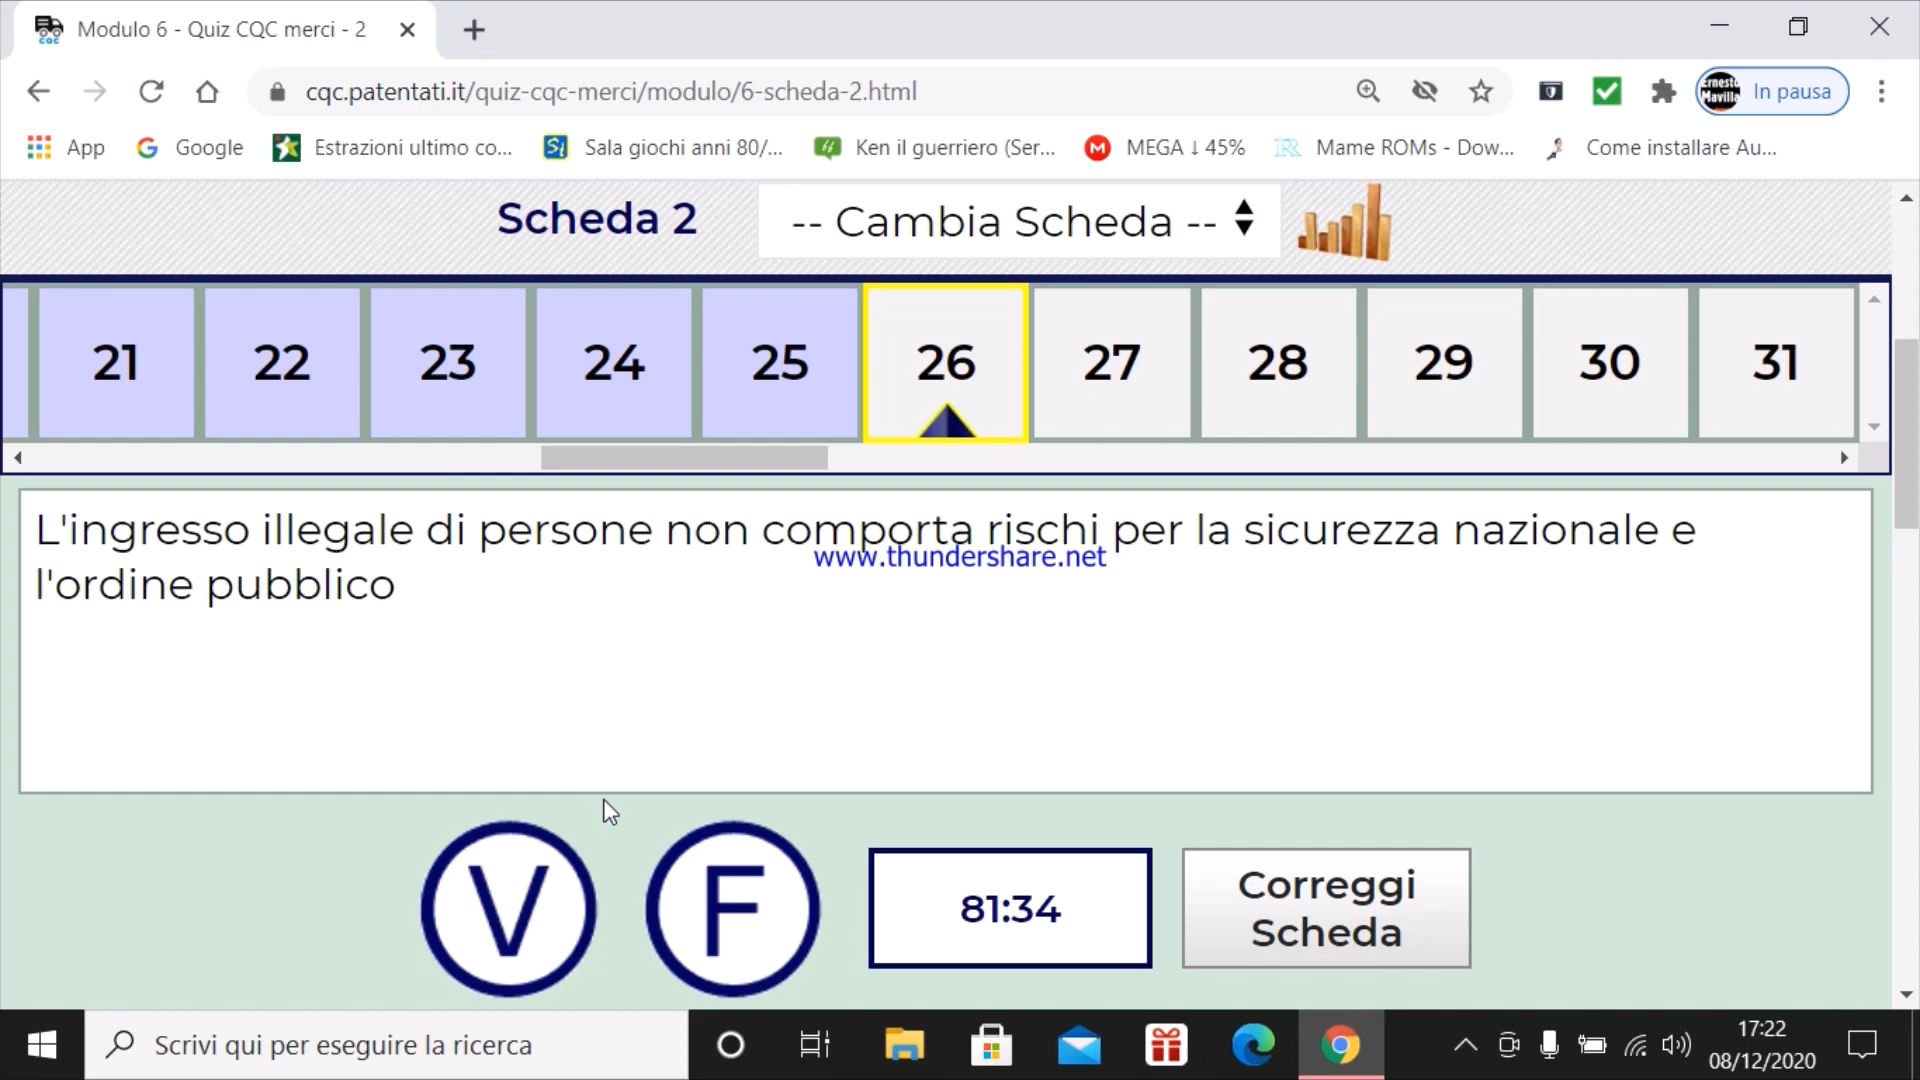 Modulo 6 - Quiz CQC merci - 2
cqc.patentati.it/quiz-cqc-merci/modulo/6-scheda-2.html
Ernesto Mavilla
In pausa
App
Google
Estrazioni ultimo co...
Sala giochi anni 80/...
Ken il guerriero (Ser...
MEGA ↓ 45%
Mame ROMs - Dow...
Come installare Au...
Scheda 2
-- Cambia Scheda --
21 22 23 24 25 26 27 28 29 30 31
L'ingresso illegale di persone non comporta rischi per la sicurezza nazionale e
www.thundershare.net
l'ordine pubblico
V
F
81:34
Correggi
Scheda
Scrivi qui per eseguire la ricerca
17:22
08/12/2020